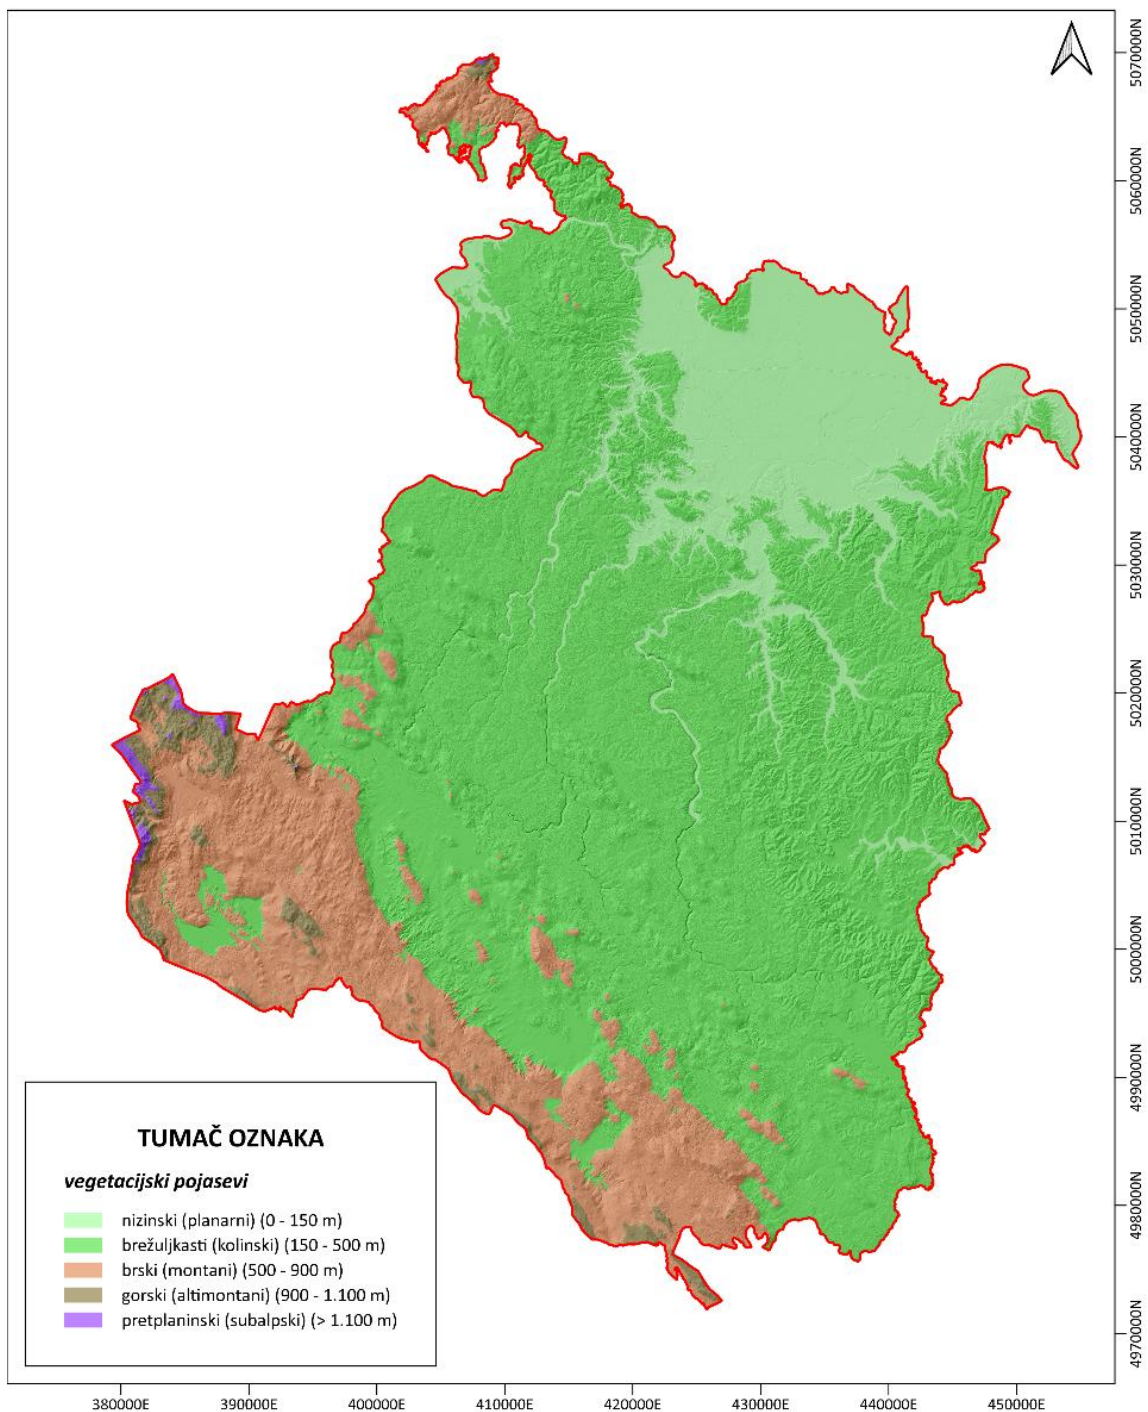 TUMAČ OZNAKA
vegetacijski pojasevi
nizinski (planarni) (0 - 150 m)
brežuljkasti (kolinski) (150 - 500 m)
brski (montani) (500 - 900 m)
gorski (altimontani) (900 - 1.100 m)
pretplaninski (subalpski) (> 1.100 m)
5070000N
5060000N
5050000N
5040000N
5030000N
5020000N
5010000N
5000000N
4990000N
4980000N
4970000N
380000E
390000E
400000E
410000E
420000E
430000E
440000E
450000E